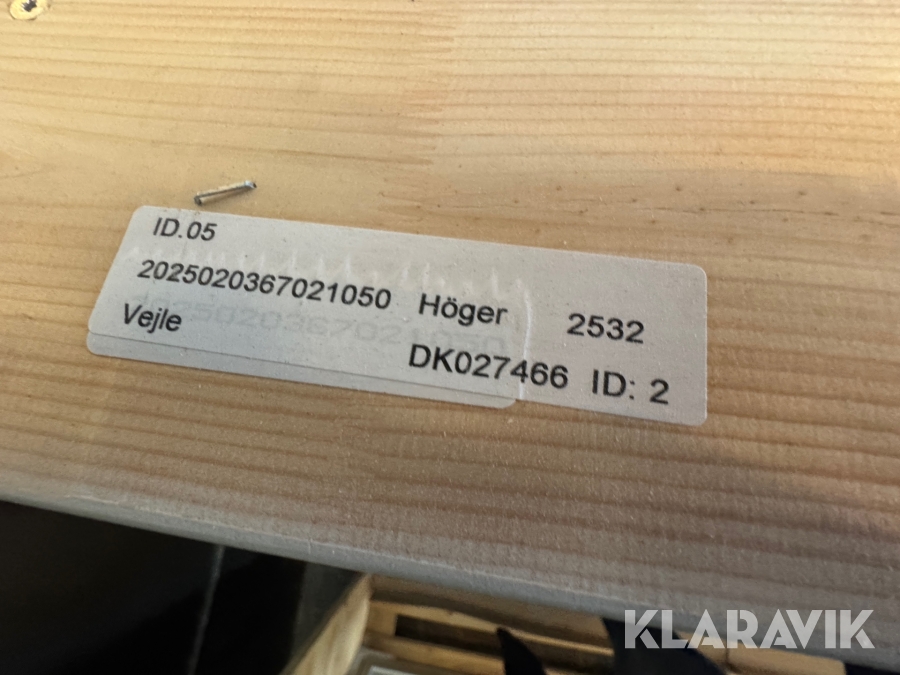 ID.05
2025020367021050 Höger 2532
Vejle
DK027466 ID: 2
KLARAVIK